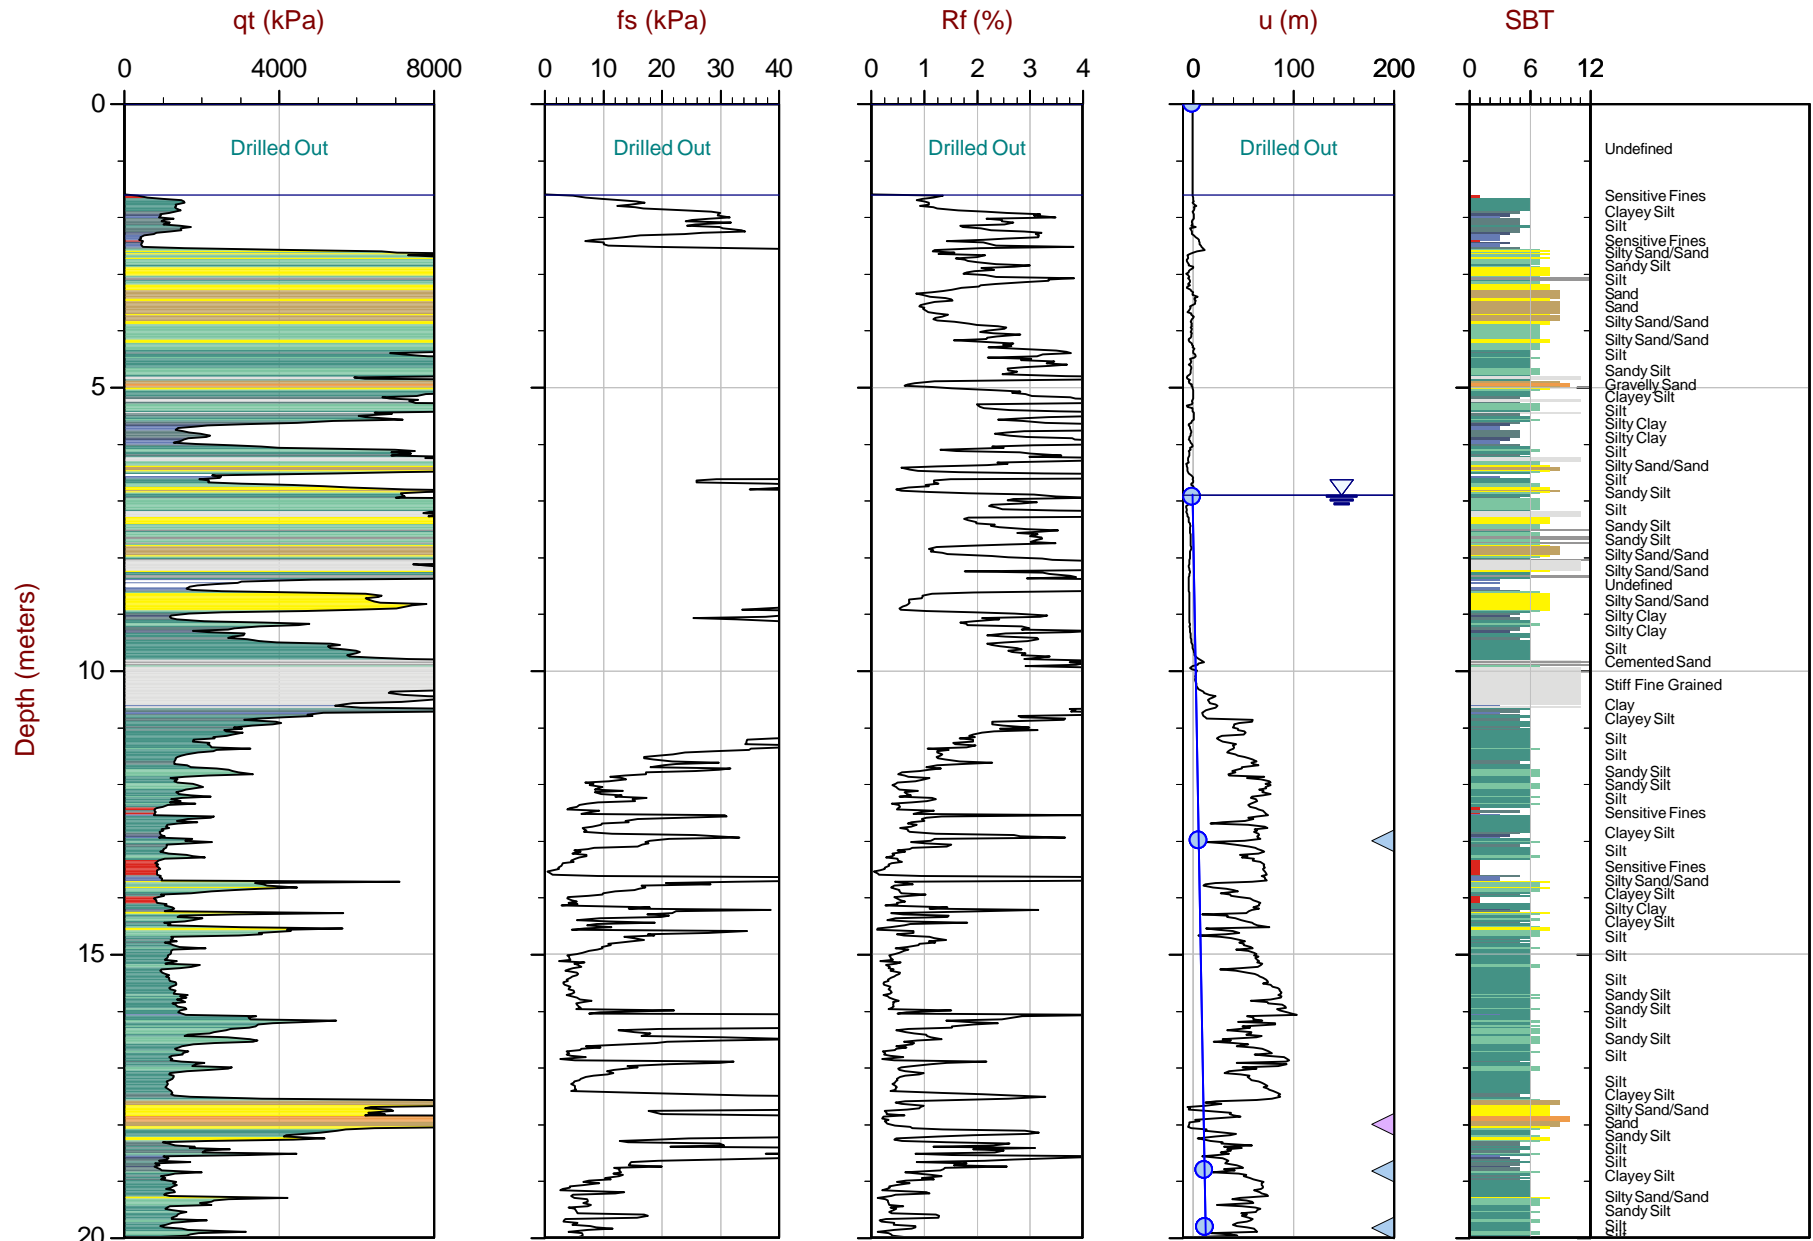 qt (kPa) fs (kPa) Rf (%) u (m) SBT
0 4000 8000 0 10 20 30 40 0 1 2 3 4 0 100 200 0 6 12
0
Drilled Out Drilled Out Drilled Out Drilled Out
Undefined
Sensitive Fines
Clayey Silt
Silt
Sensitive Fines
Silty Sand/Sand
Sandy Silt
Silt
Sand
Sand
Silty Sand/Sand
Silty Sand/Sand
Silt
Sandy Silt
5
Gravelly Sand
Clayey Silt
Silt
Silty Clay
Silty Clay
Silt
Silty Sand/Sand
Silt
Sandy Silt
Silt
Sandy Silt
Sandy Silt
Silty Sand/Sand
Silty Sand/Sand
Undefined
Silty Sand/Sand
Silty Clay
Silty Clay
Silt
Depth (meters)
10
Cemented Sand
Stiff Fine Grained
Clay
Clayey Silt
Silt
Silt
Sandy Silt
Sandy Silt
Silt
Sensitive Fines
Clayey Silt
Silt
Sensitive Fines
Silty Sand/Sand
Clayey Silt
Silty Clay
Clayey Silt
Silt
15
Silt
Silt
Sandy Silt
Sandy Silt
Silt
Sandy Silt
Silt
Silt
Clayey Silt
Silty Sand/Sand
Sand
Sandy Silt
Silt
Silt
Clayey Silt
Silty Sand/Sand
Sandy Silt
Silt
20
Silt